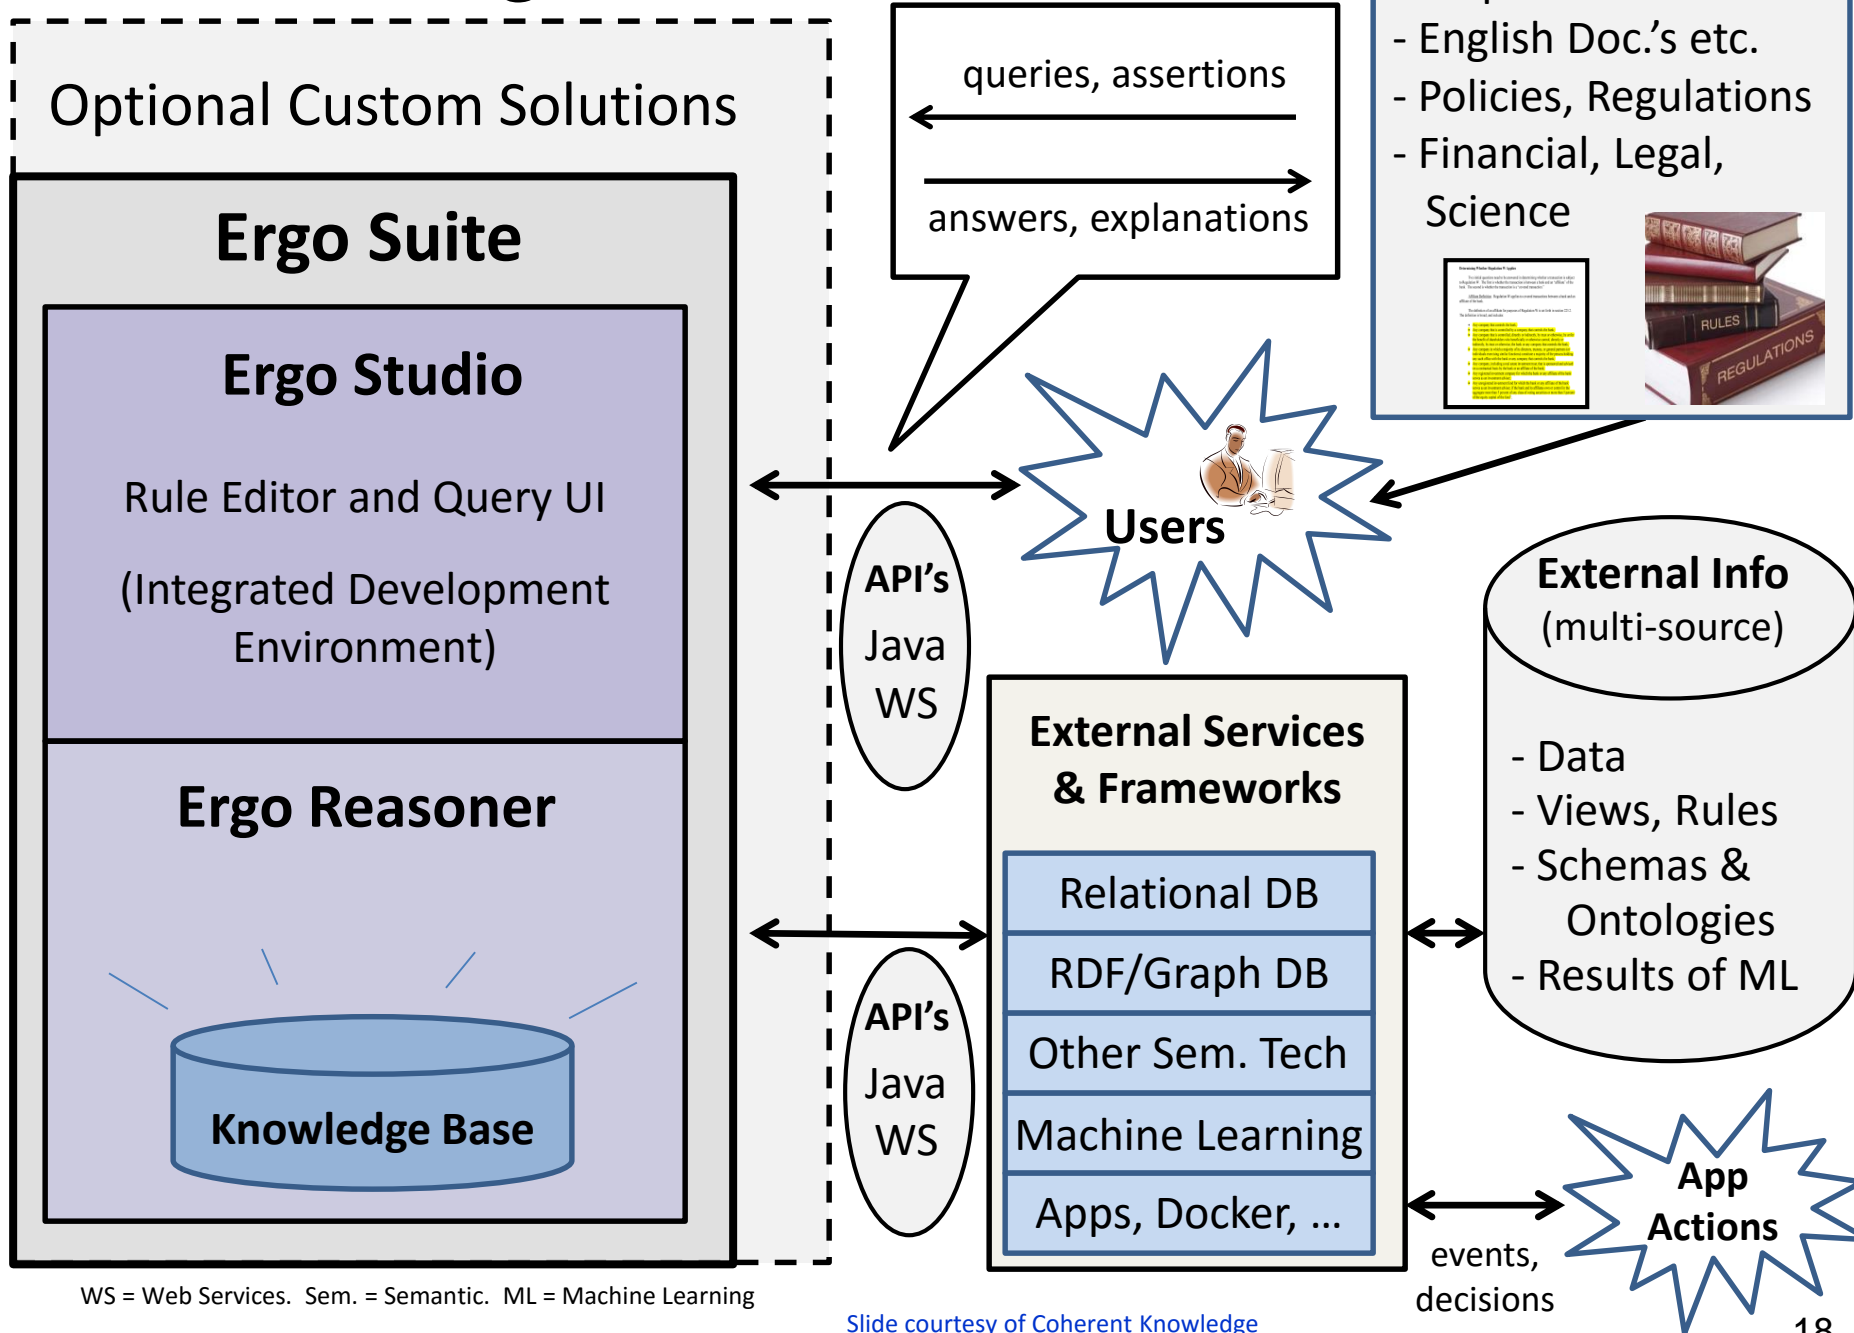 Optional Custom Solutions
Ergo Suite
Ergo Studio
Rule Editor and Query UI
(Integrated Development
Environment)
Ergo Reasoner
Knowledge Base
queries, assertions
answers, explanations
- English Doc.'s etc.
- Policies, Regulations
- Financial, Legal,
Science
RULES
REGULATIONS
Users
API's
Java
WS
External Services
& Frameworks
Relational DB
RDF/Graph DB
Other Sem. Tech
Machine Learning
Apps, Docker, ...
API's
Java
WS
External Info
(multi-source)
- Data
- Views, Rules
- Schemas &
Ontologies
- Results of ML
App
Actions
events,
decisions
WS = Web Services.  Sem. = Semantic.  ML = Machine Learning
Slide courtesy of Coherent Knowledge
18